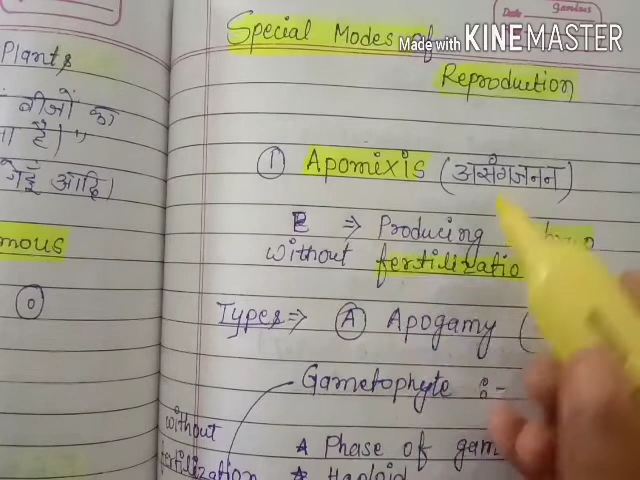 Plants
बीजों का
है।"
गेहूँ आदि।
mous
Date
genius
Special Modes of
Made with KINEMASTER
Reproduction
① Apomixis (असंगजनन)
E ⇒ Producing
without fertilizatio
Types ⇒ Ⓐ Apogamy (
Gametophyte :-
without
fertilization
★ Phase of gam
★ Haploid